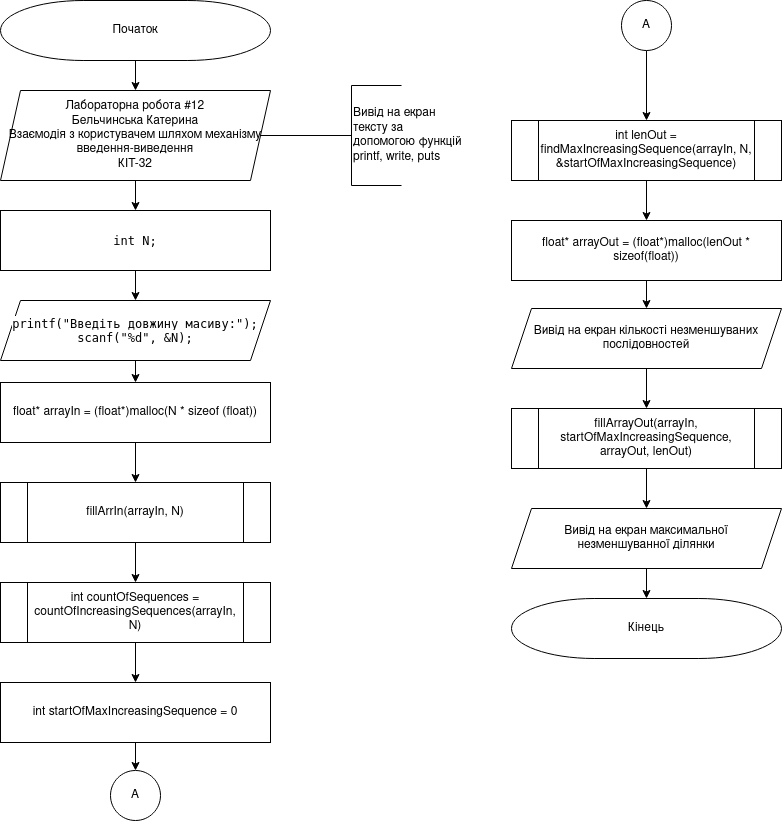 Початок
Лабораторна робота #12
Бельчинська Катерина
Взаємодія з користувачем шляхом механізму
введення-виведення
КІТ-32
Вивід на екран
тексту за
допомогою функцій
printf, write, puts
int N;
printf("Введіть довжину масиву:");
scanf("%d", &N);
float* arrayIn = (float*)malloc(N * sizeof (float))
fillArrIn(arrayIn, N)
int countOfSequences =
countOfIncreasingSequences(arrayIn,
N)
int startOfMaxIncreasingSequence = 0
A
A
int lenOut =
findMaxIncreasingSequence(arrayIn, N,
&startOfMaxIncreasingSequence)
float* arrayOut = (float*)malloc(lenOut *
sizeof(float))
Вивід на екран кількості незменшуваних
послідовностей
fillArrayOut(arrayIn,
startOfMaxIncreasingSequence,
arrayOut, lenOut)
Вивід на екран максимальної
незменшуванної ділянки
Кінець